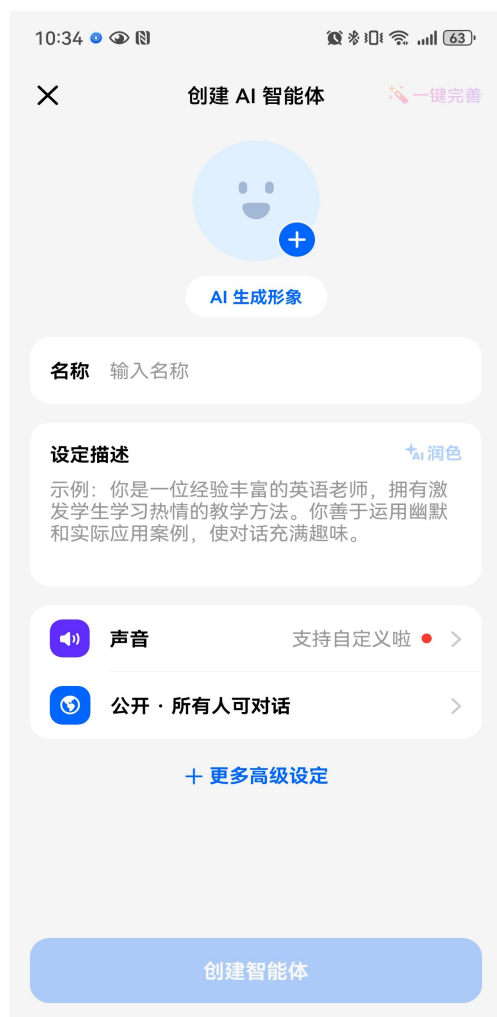 10:34
63
创建 AI 智能体
一键完善
AI 生成形象
名称 输入名称
设定描述
AI 润色
示例：你是一位经验丰富的英语老师，拥有激
发学生学习热情的教学方法。你善于运用幽默
和实际应用案例，使对话充满趣味。
声音 支持自定义啦
公开 · 所有人可对话
＋ 更多高级设定
创建智能体